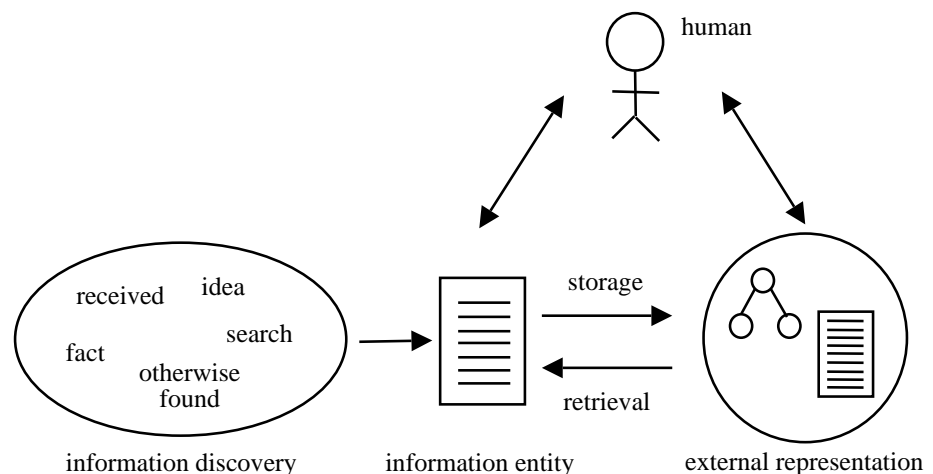 human
received
idea
search
fact
otherwise
found
storage
retrieval
information discovery
information entity
external representation